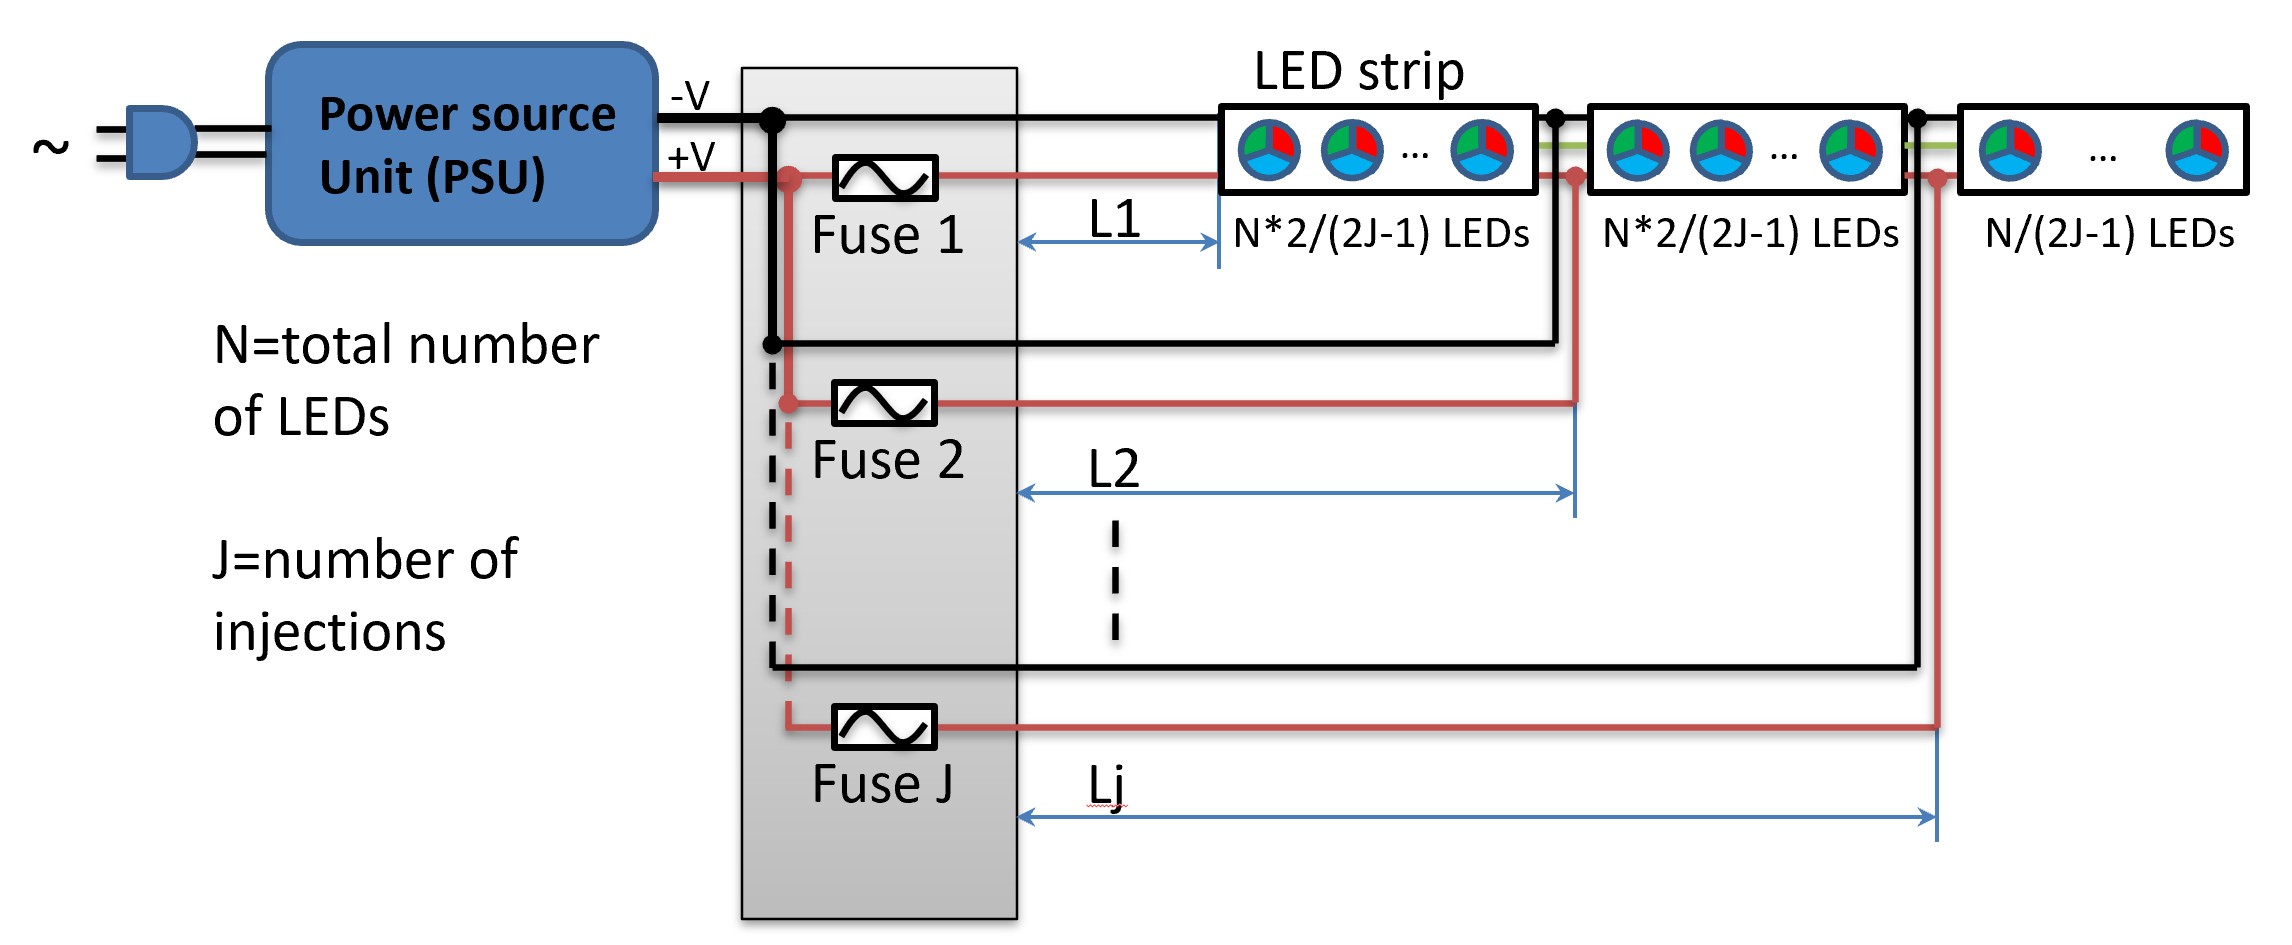 LED strip
~
Power source
Unit (PSU)
-V
+V
Fuse 1
L1
...
...
...
N*2/(2J-1) LEDs
N*2/(2J-1) LEDs
N/(2J-1) LEDs
N=total number
of LEDs
Fuse 2
L2
J=number of
injections
Fuse J
Lj